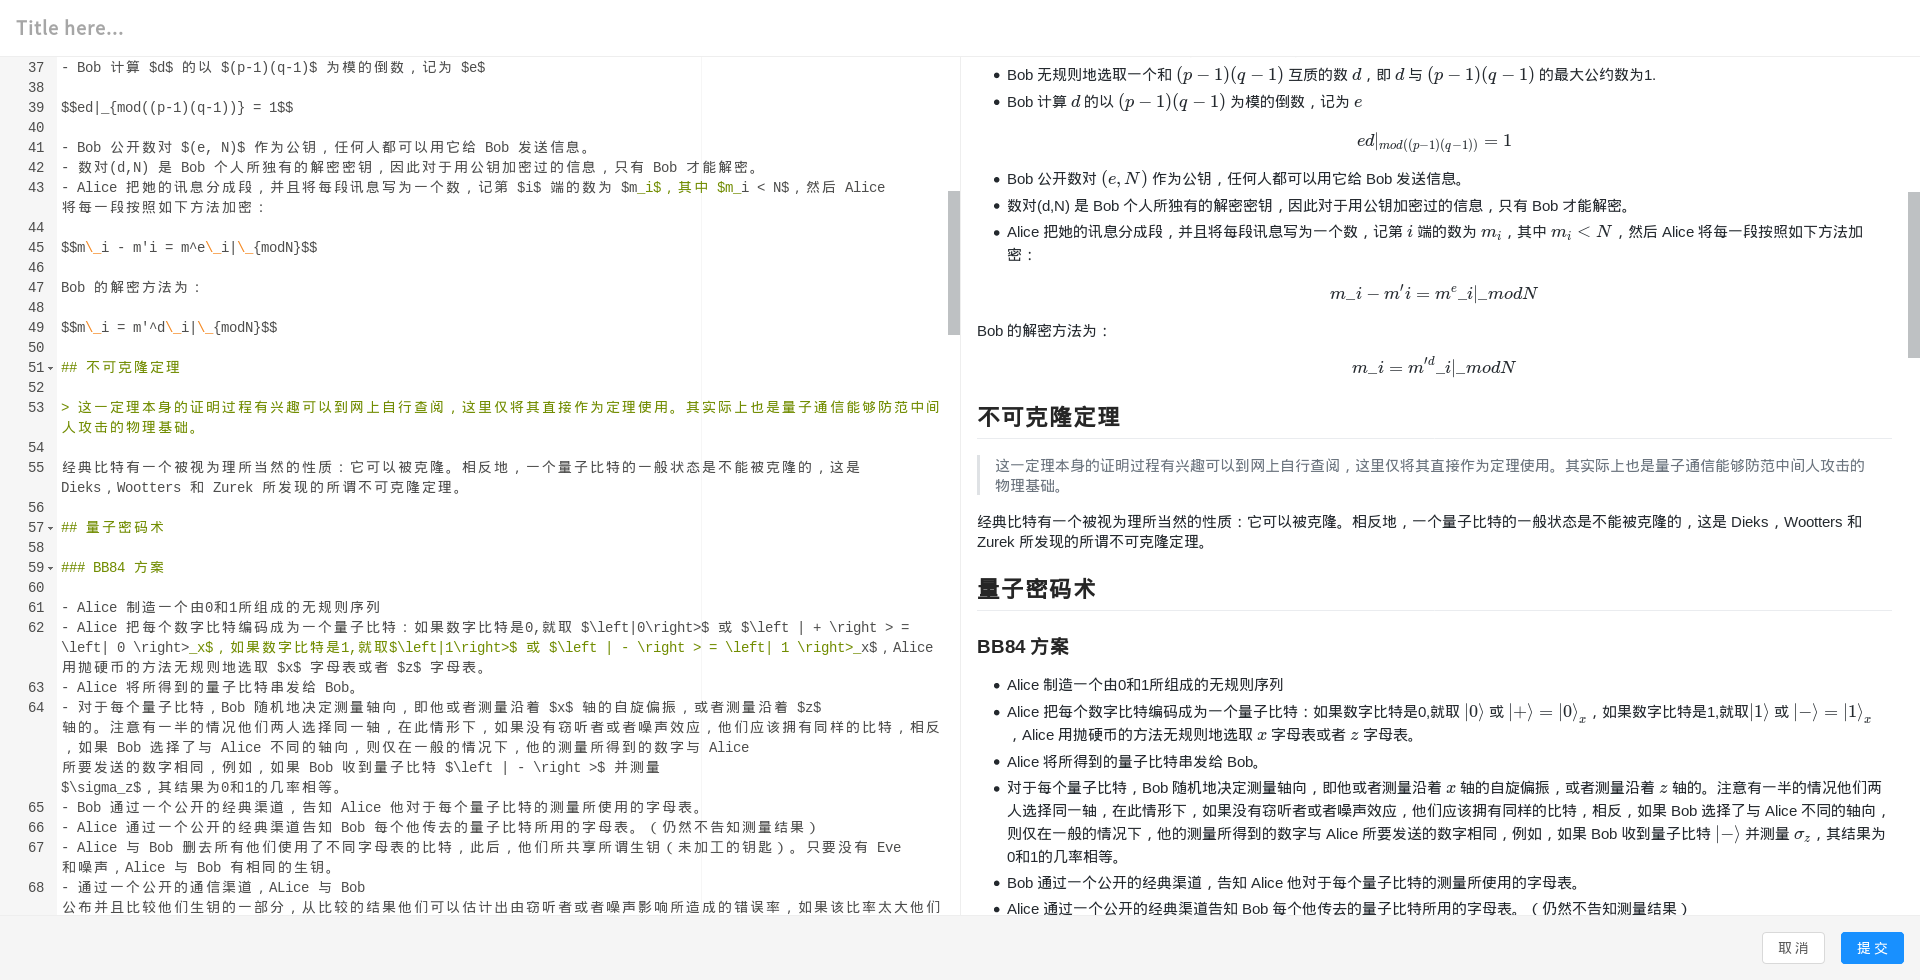 Title here...
37 - Bob 计算 $d$ 的以 $(p-1)(q-1)$ 为模的倒数，记为 $e$
38
39 $$ed|_{mod((p-1)(q-1))} = 1$$
40
41 - Bob 公开数对 $(e, N)$ 作为公钥，任何人都可以用它给 Bob 发送信息。
42 - 数对(d,N) 是 Bob 个人所独有的解密密钥，因此对于用公钥加密过的信息，只有 Bob 才能解密。
43 - Alice 把她的讯息分成段，并且将每段讯息写为一个数，记第 $i$ 端的数为 $m_i$，其中 $m_i < N$，然后 Alice
将每一段按照如下方法加密：
44
45 $$m\_i - m'i = m^e\_i|\_{modN}$$
46
47 Bob 的解密方法为：
48
49 $$m\_i = m'^d\_i|\_{modN}$$
50
51 ## 不可克隆定理
52
53 > 这一定理本身的证明过程有兴趣可以到网上自行查阅，这里仅将其直接作为定理使用。其实际上也是量子通信能够防范中间
人攻击的物理基础。
54
55 经典比特有一个被视为理所当然的性质：它可以被克隆。相反地，一个量子比特的一般状态是不能被克隆的，这是
Dieks，Wootters 和 Zurek 所发现的所谓不可克隆定理。
56
57 ## 量子密码术
58
59 ### BB84 方案
60
61 - Alice 制造一个由0和1所组成的无规则序列
62 - Alice 把每个数字比特编码成为一个量子比特：如果数字比特是0,就取 $\left|0\right>$ 或 $\left | + \right > =
\left| 0 \right>_x$，如果数字比特是1,就取$\left|1\right>$ 或 $\left | - \right > = \left| 1 \right>_x$，Alice
用抛硬币的方法无规则地选取 $x$ 字母表或者 $z$ 字母表。
63 - Alice 将所得到的量子比特串发给 Bob。
64 - 对于每个量子比特，Bob 随机地决定测量轴向，即他或者测量沿着 $x$ 轴的自旋偏振，或者测量沿着 $z$
轴的。注意有一半的情况他们两人选择同一轴，在此情形下，如果没有窃听者或者噪声效应，他们应该拥有同样的比特，相反
，如果 Bob 选择了与 Alice 不同的轴向，则仅在一般的情况下，他的测量所得到的数字与 Alice
所要发送的数字相同，例如，如果 Bob 收到量子比特 $\left | - \right >$ 并测量
$\sigma_z$，其结果为0和1的几率相等。
65 - Bob 通过一个公开的经典渠道，告知 Alice 他对于每个量子比特的测量所使用的字母表。
66 - Alice 通过一个公开的经典渠道告知 Bob 每个他传去的量子比特所用的字母表。（仍然不告知测量结果）
67 - Alice 与 Bob 删去所有他们使用了不同字母表的比特，此后，他们所共享所谓生钥（未加工的钥匙）。只要没有 Eve
和噪声，Alice 与 Bob 有相同的生钥。
68 - 通过一个公开的通信渠道，ALice 与 Bob
公布并且比较他们生钥的一部分，从比较的结果他们可以估计出由窃听者或者噪声影响所造成的错误率，如果该比率太大他们
• Bob 无规则地选取一个和 (p − 1)(q − 1) 互质的数 d，即 d 与 (p − 1)(q − 1) 的最大公约数为1.
• Bob 计算 d 的以 (p − 1)(q − 1) 为模的倒数，记为 e
ed|_{mod((p−1)(q−1))} = 1
• Bob 公开数对 (e, N) 作为公钥，任何人都可以用它给 Bob 发送信息。
• 数对(d,N) 是 Bob 个人所独有的解密密钥，因此对于用公钥加密过的信息，只有 Bob 才能解密。
• Alice 把她的讯息分成段，并且将每段讯息写为一个数，记第 i 端的数为 m_i，其中 m_i < N，然后 Alice 将每一段按照如下方法加
密：
m_i − m′i = m^e_i|_modN
Bob 的解密方法为：
m_i = m′^d_i|_modN
不可克隆定理
这一定理本身的证明过程有兴趣可以到网上自行查阅，这里仅将其直接作为定理使用。其实际上也是量子通信能够防范中间人攻击的
物理基础。
经典比特有一个被视为理所当然的性质：它可以被克隆。相反地，一个量子比特的一般状态是不能被克隆的，这是 Dieks，Wootters 和
Zurek 所发现的所谓不可克隆定理。
量子密码术
BB84 方案
• Alice 制造一个由0和1所组成的无规则序列
• Alice 把每个数字比特编码成为一个量子比特：如果数字比特是0,就取 |0⟩ 或 |+⟩ = |0⟩_x，如果数字比特是1,就取|1⟩ 或 |−⟩ = |1⟩_x
，Alice 用抛硬币的方法无规则地选取 x 字母表或者 z 字母表。
• Alice 将所得到的量子比特串发给 Bob。
• 对于每个量子比特，Bob 随机地决定测量轴向，即他或者测量沿着 x 轴的自旋偏振，或者测量沿着 z 轴的。注意有一半的情况他们两
人选择同一轴，在此情形下，如果没有窃听者或者噪声效应，他们应该拥有同样的比特，相反，如果 Bob 选择了与 Alice 不同的轴向，
则仅在一般的情况下，他的测量所得到的数字与 Alice 所要发送的数字相同，例如，如果 Bob 收到量子比特 |−⟩ 并测量 σ_z，其结果为
0和1的几率相等。
• Bob 通过一个公开的经典渠道，告知 Alice 他对于每个量子比特的测量所使用的字母表。
• Alice 通过一个公开的经典渠道告知 Bob 每个他传去的量子比特所用的字母表。（仍然不告知测量结果）
取 消
提 交